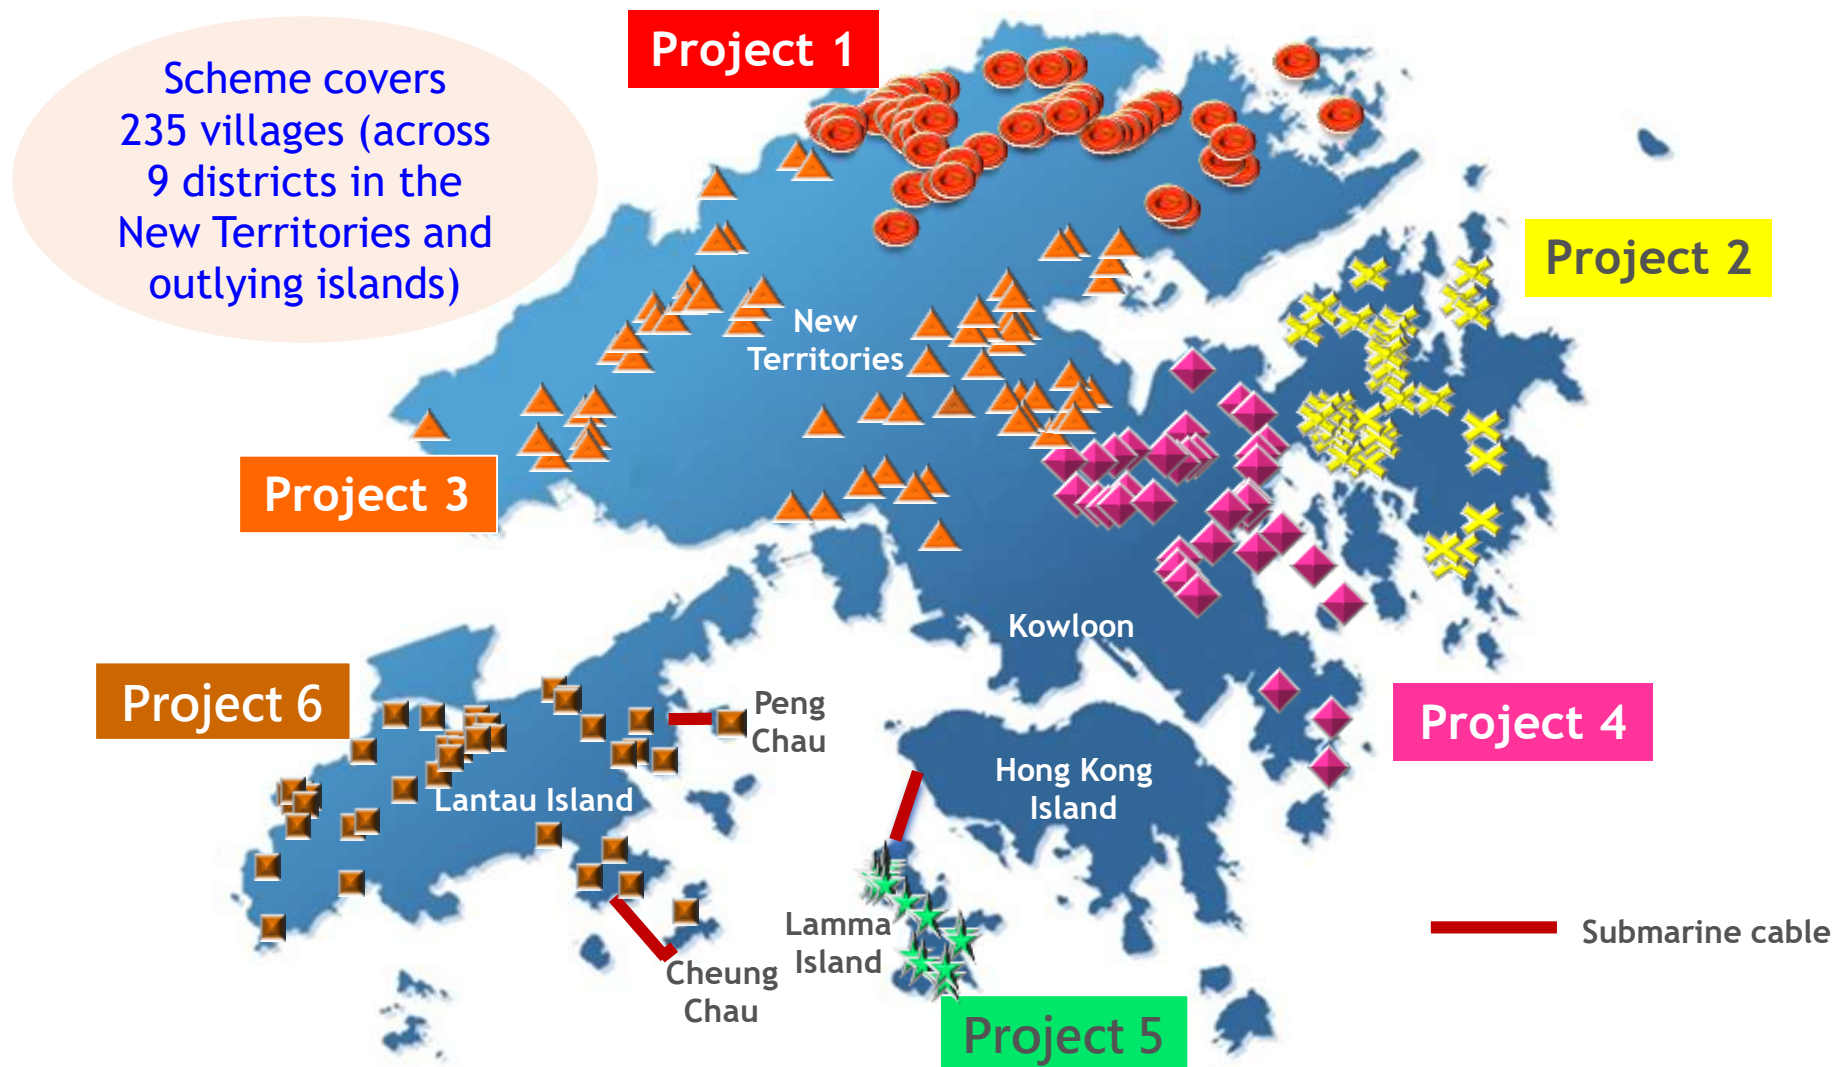 Scheme covers
235 villages (across
9 districts in the
New Territories and
outlying islands)
Project 1
Project 2
New
Territories
Project 3
Kowloon
Project 6
Peng
Chau
Project 4
Hong Kong
Island
Lantau Island
Lamma
Island
Submarine cable
Cheung
Chau
Project 5